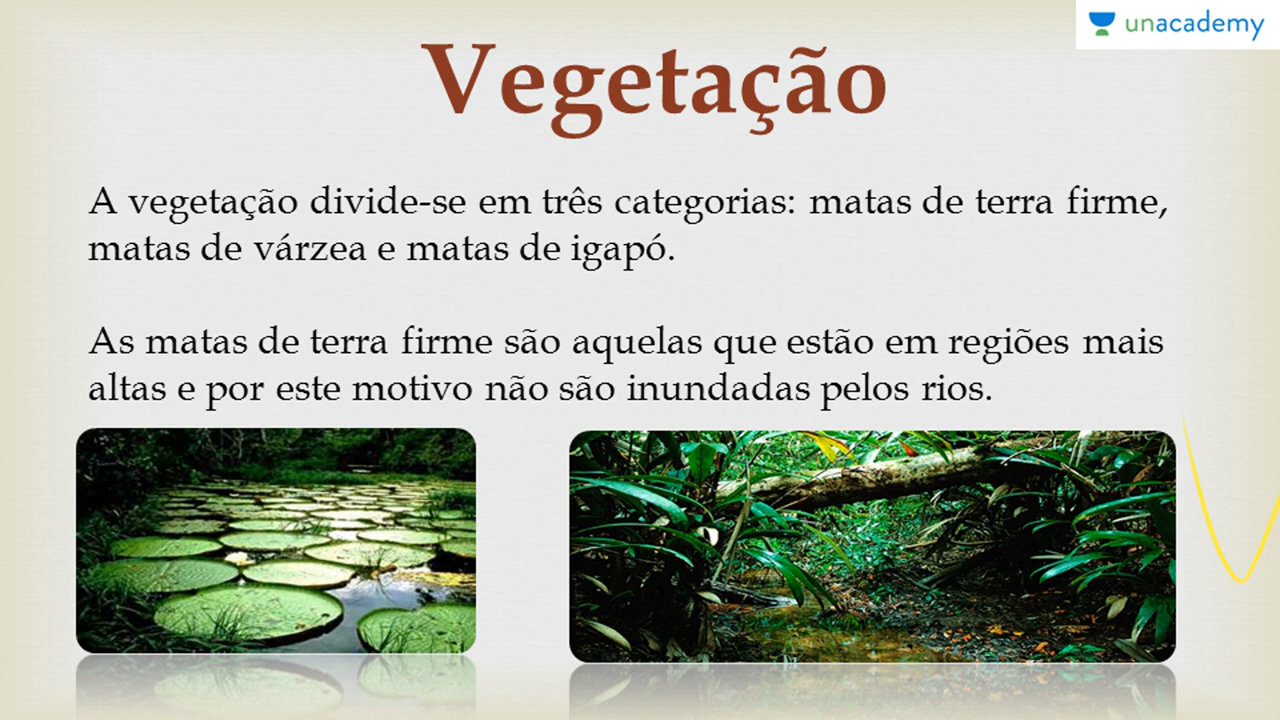 unacademy
Vegetação
A vegetação divide-se em três categorias: matas de terra firme,
matas de várzea e matas de igapó.
As matas de terra firme são aquelas que estão em regiões mais
altas e por este motivo não são inundadas pelos rios.